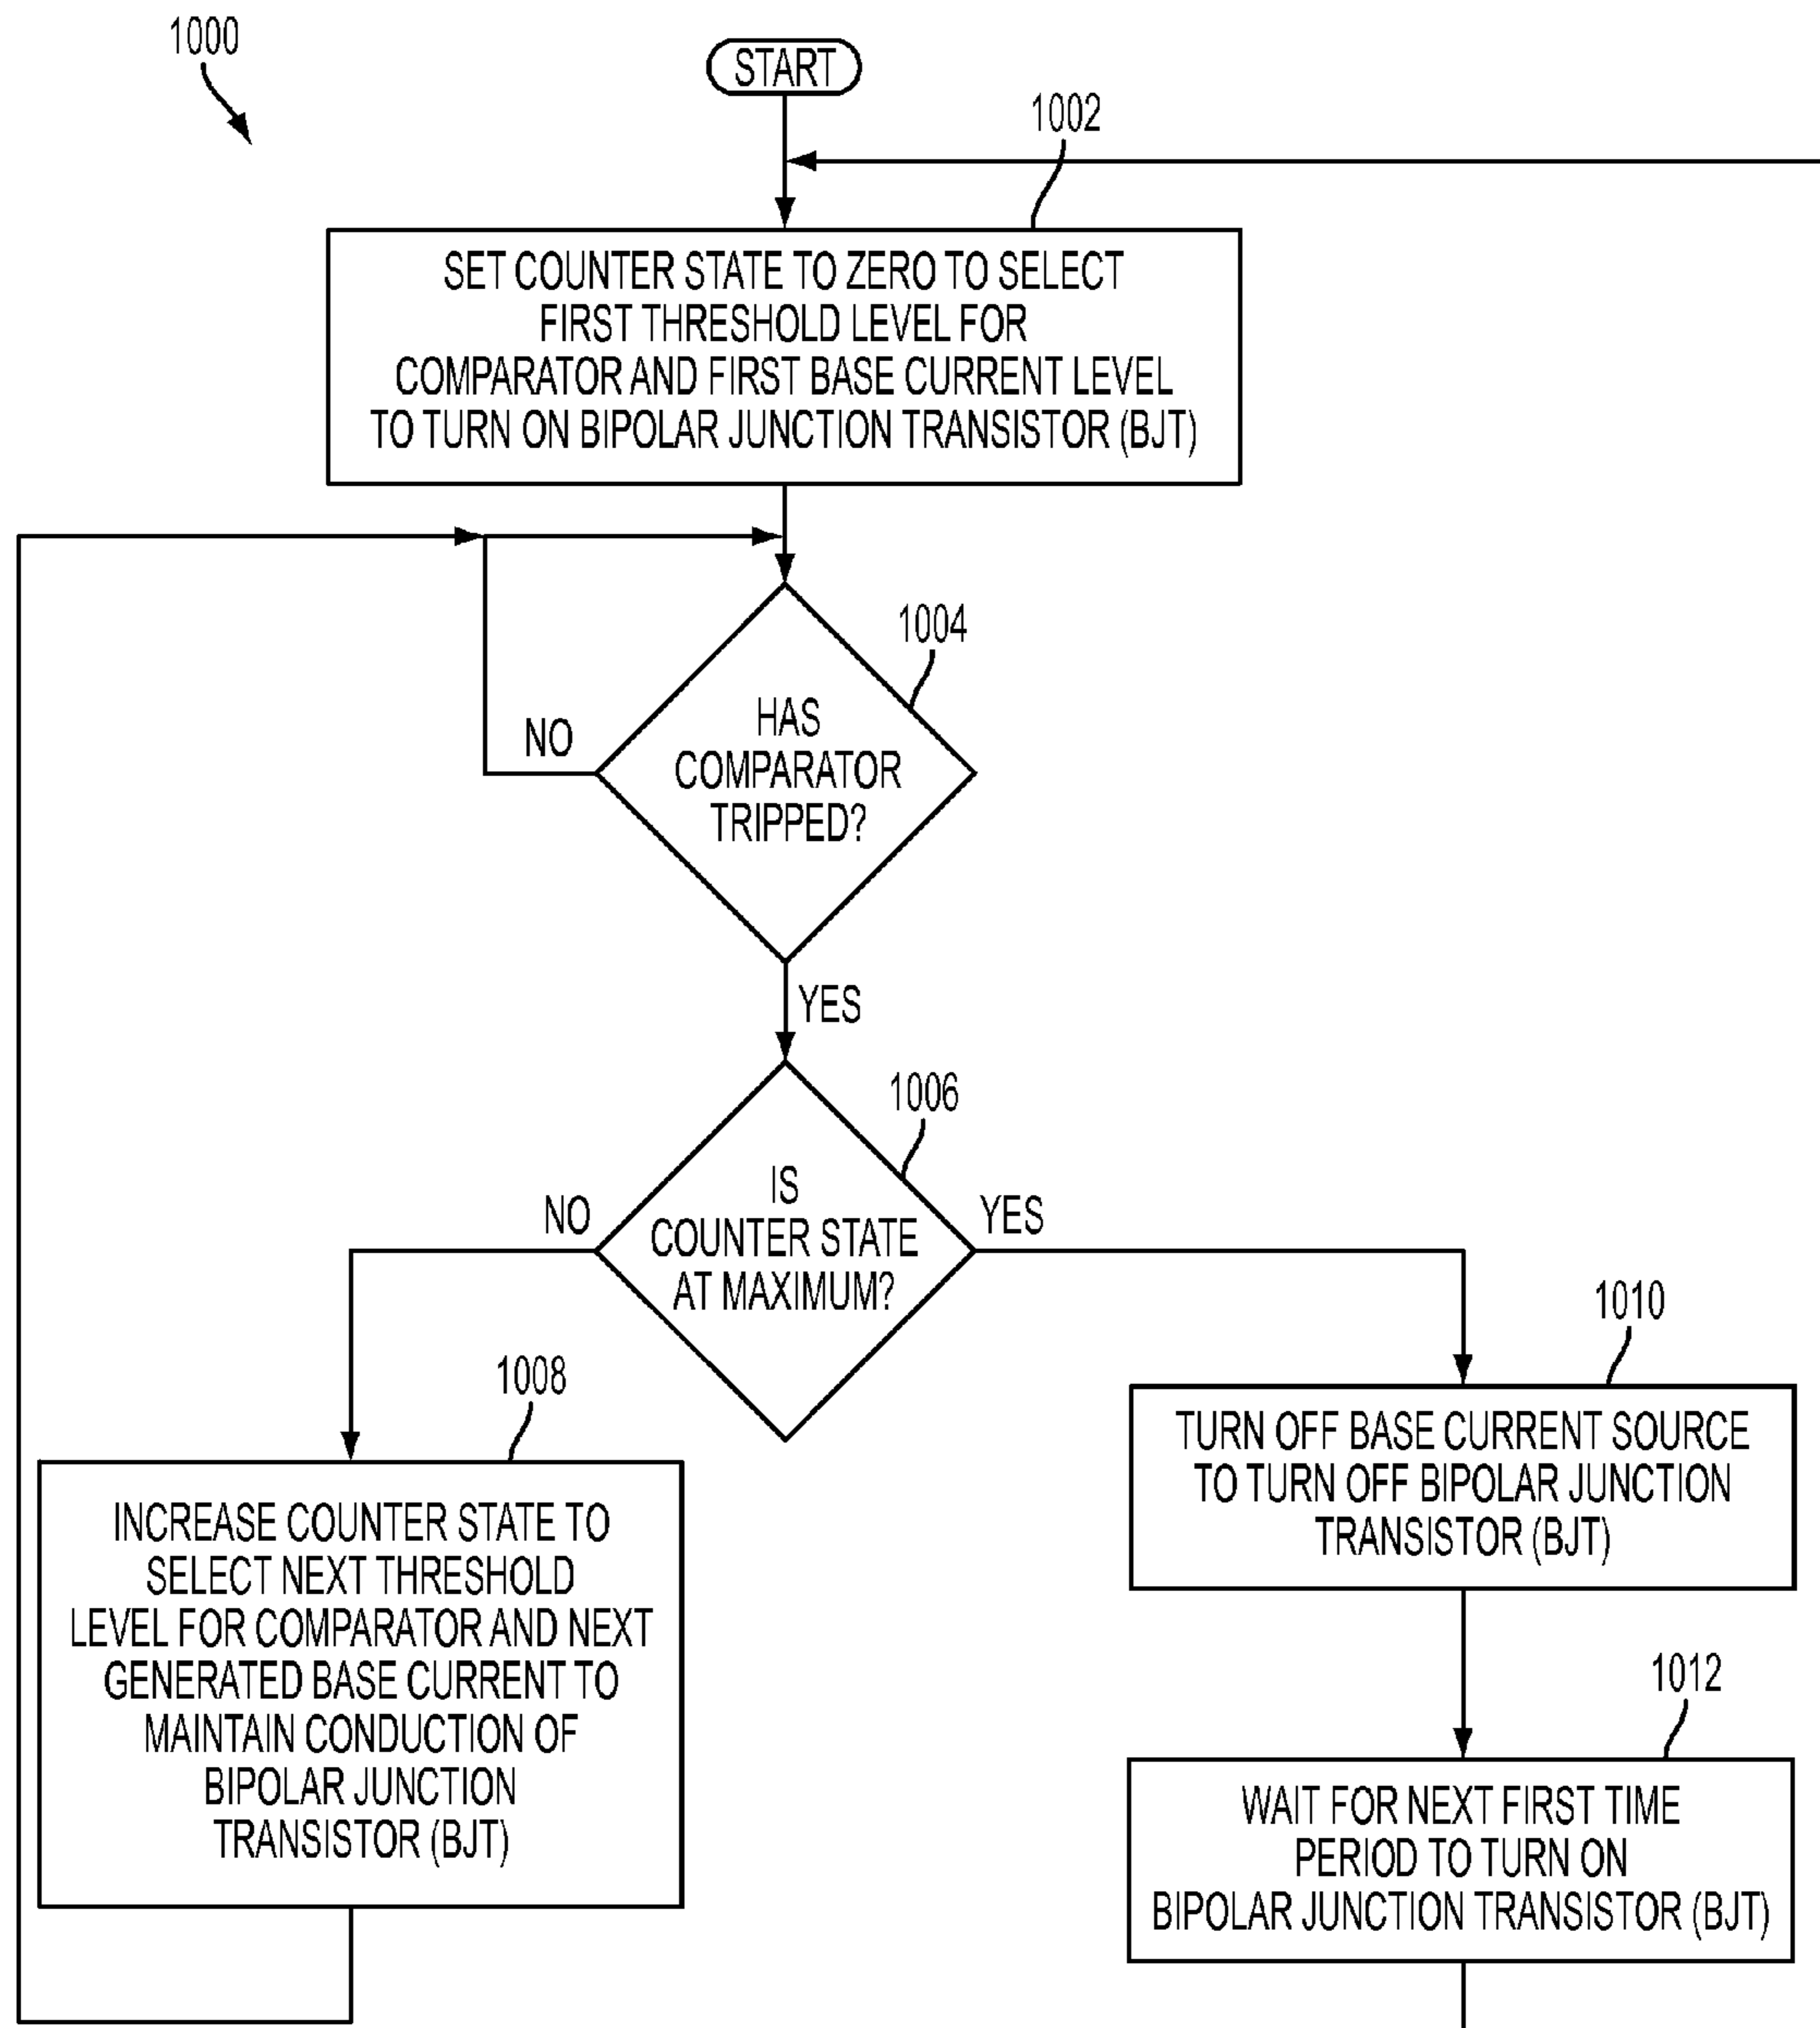 1000
START
1002
SET COUNTER STATE TO ZERO TO SELECT
FIRST THRESHOLD LEVEL FOR
COMPARATOR AND FIRST BASE CURRENT LEVEL
TO TURN ON BIPOLAR JUNCTION TRANSISTOR (BJT)
1004
HAS
COMPARATOR
TRIPPED?
NO
YES
1006
IS
COUNTER STATE
AT MAXIMUM?
NO
YES
1008
INCREASE COUNTER STATE TO
SELECT NEXT THRESHOLD
LEVEL FOR COMPARATOR AND NEXT
GENERATED BASE CURRENT TO
MAINTAIN CONDUCTION OF
BIPOLAR JUNCTION
TRANSISTOR (BJT)
1010
TURN OFF BASE CURRENT SOURCE
TO TURN OFF BIPOLAR JUNCTION
TRANSISTOR (BJT)
1012
WAIT FOR NEXT FIRST TIME
PERIOD TO TURN ON
BIPOLAR JUNCTION TRANSISTOR (BJT)